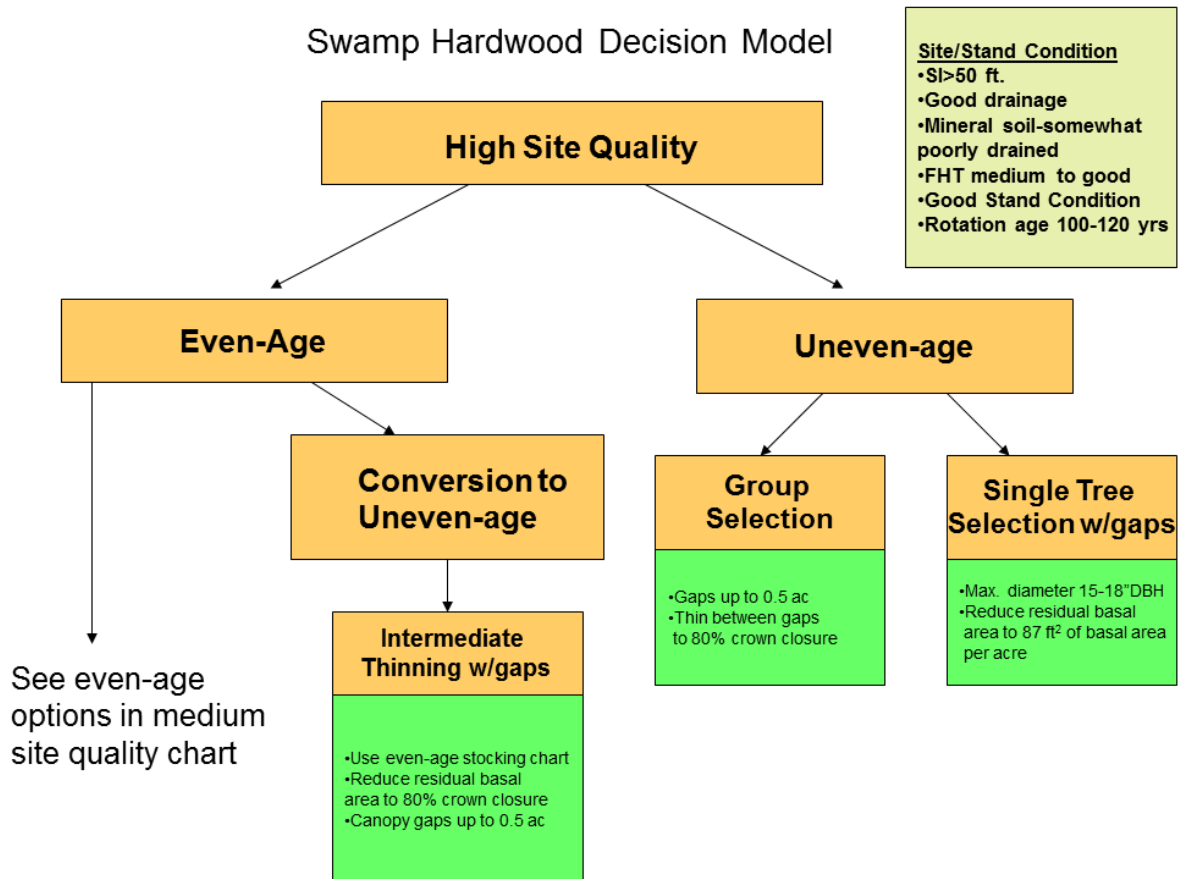 Swamp Hardwood Decision Model
Site/Stand Condition
•SI>50 ft.
•Good drainage
•Mineral soil-somewhat
poorly drained
•FHT medium to good
•Good Stand Condition
•Rotation age 100-120 yrs
High Site Quality
Even-Age
Uneven-age
Conversion to
Uneven-age
Group
Selection
Single Tree
Selection w/gaps
•Gaps up to 0.5 ac
•Thin between gaps
to 80% crown closure
•Max. diameter 15-18"DBH
•Reduce residual basal
area to 87 ft² of basal area
per acre
Intermediate
Thinning w/gaps
See even-age
options in medium
site quality chart
•Use even-age stocking chart
•Reduce residual basal
area to 80% crown closure
•Canopy gaps up to 0.5 ac